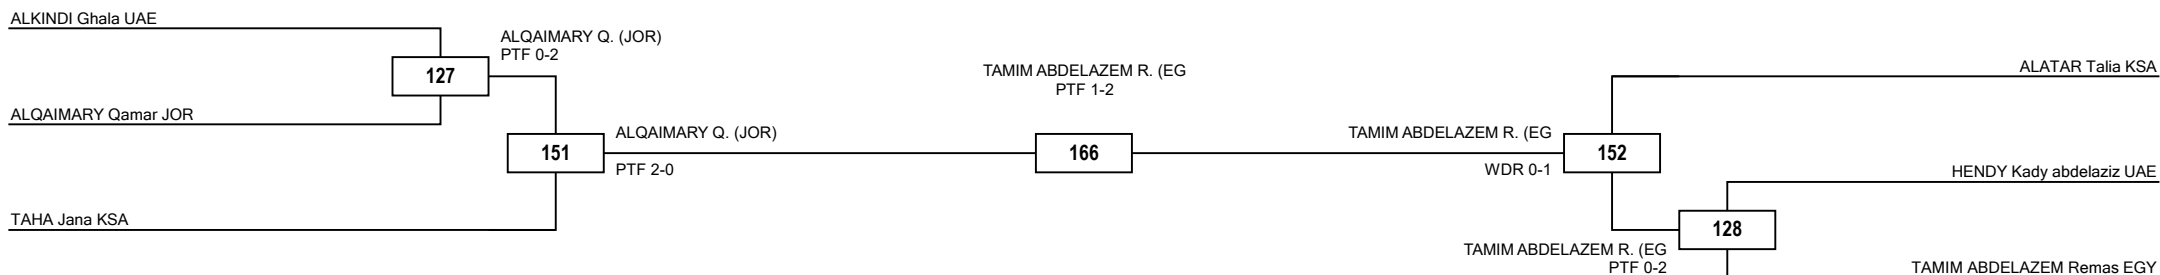 ALKINDI Ghala UAE
ALQAIMARY Q. (JOR)
PTF 0-2
127
ALQAIMARY Qamar JOR
ALQAIMARY Q. (JOR)
151
PTF 2-0
TAHA Jana KSA
TAMIM ABDELAZEM R. (EG
PTF 1-2
166
ALATAR Talia KSA
TAMIM ABDELAZEM R. (EG
152
WDR 0-1
HENDY Kady abdelaziz UAE
128
TAMIM ABDELAZEM R. (EG
PTF 0-2
TAMIM ABDELAZEM Remas EGY